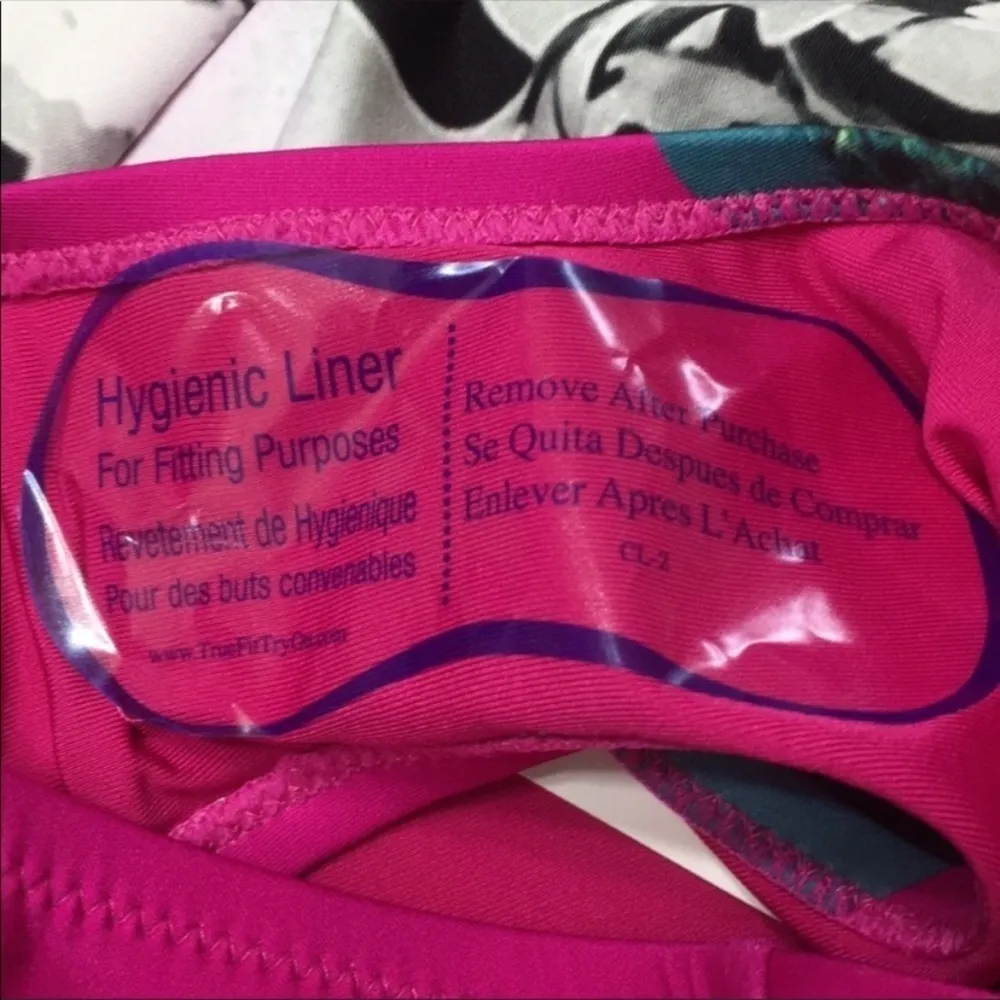 Hygienic Liner
For Fitting Purposes
Revetement de Hygienique
Pour des buts convenables
Remove After Purchase
Se Quita Despues de Comprar
Enlever Apres L'Achat
CL-2